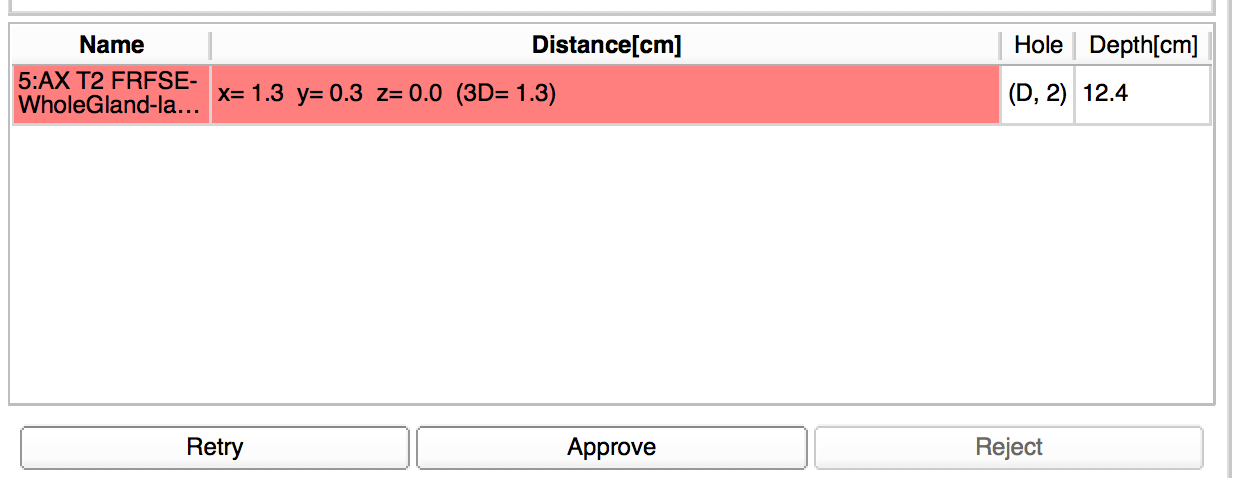 Name Distance[cm] Hole Depth[cm]
5:AX T2 FRFSE-
WholeGland-la... x= 1.3 y= 0.3 z= 0.0 (3D= 1.3) (D, 2) 12.4
Retry Approve Reject